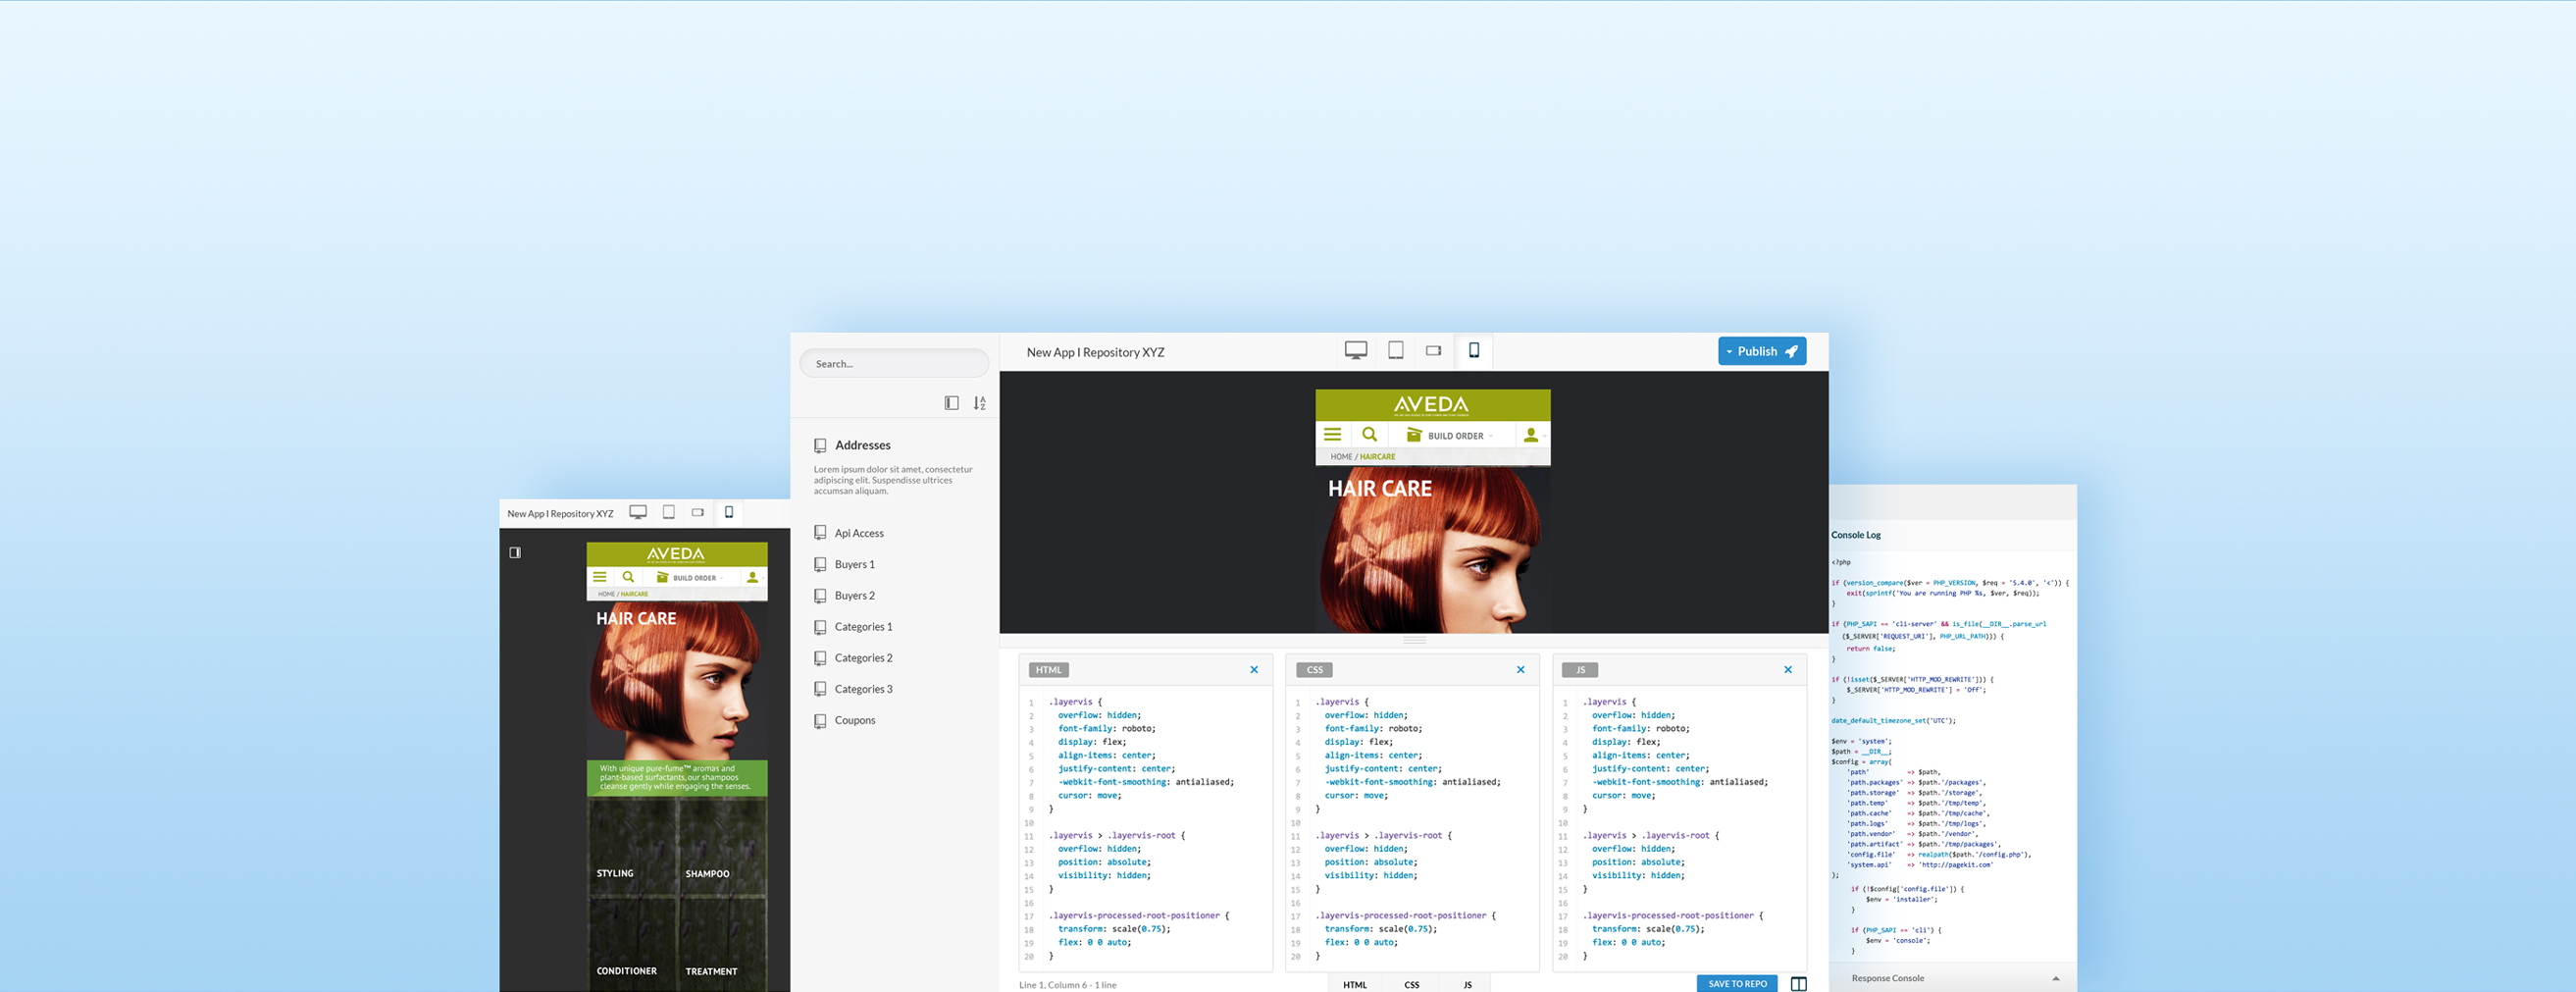 New App | Repository XYZ
AVEDA
BUILD ORDER
HOME / HAIRCARE
HAIR CARE
With unique pure-fume™ aromas and
plant-based surfactants, our shampoos
cleanse gently while engaging the senses.
STYLING
SHAMPOO
CONDITIONER
TREATMENT
Search...
Addresses
Lorem ipsum dolor sit amet, consectetur
adipiscing elit. Suspendisse ultrices
accumsan aliquam.
Api Access
Buyers 1
Buyers 2
Categories 1
Categories 2
Categories 3
Coupons
New App | Repository XYZ
Publish
AVEDA
BUILD ORDER
HOME / HAIRCARE
HAIR CARE
HTML
1 .layervis {
2 overflow: hidden;
3 font-family: roboto;
4 display: flex;
5 align-items: center;
6 justify-content: center;
7 -webkit-font-smoothing: antialiased;
8 cursor: move;
9 }
10
11 .layervis > .layervis-root {
12 overflow: hidden;
13 position: absolute;
14 visibility: hidden;
15 }
16
17 .layervis-processed-root-positioner {
18 transform: scale(0.75);
19 flex: 0 0 auto;
20 }
CSS
1 .layervis {
2 overflow: hidden;
3 font-family: roboto;
4 display: flex;
5 align-items: center;
6 justify-content: center;
7 -webkit-font-smoothing: antialiased;
8 cursor: move;
9 }
10
11 .layervis > .layervis-root {
12 overflow: hidden;
13 position: absolute;
14 visibility: hidden;
15 }
16
17 .layervis-processed-root-positioner {
18 transform: scale(0.75);
19 flex: 0 0 auto;
20 }
JS
1 .layervis {
2 overflow: hidden;
3 font-family: roboto;
4 display: flex;
5 align-items: center;
6 justify-content: center;
7 -webkit-font-smoothing: antialiased;
8 cursor: move;
9 }
10
11 .layervis > .layervis-root {
12 overflow: hidden;
13 position: absolute;
14 visibility: hidden;
15 }
16
17 .layervis-processed-root-positioner {
18 transform: scale(0.75);
19 flex: 0 0 auto;
20 }
Line 1, Column 6 - 1 line
HTML CSS JS
SAVE TO REPO
Console Log
<?php
if (version_compare($ver = PHP_VERSION, $req = '5.4.0', '<')) {
exit(sprintf('You are running PHP %s, $ver, $req));
}
if (PHP_SAPI == 'cli-server' && is_file(__DIR__.parse_url
($_SERVER['REQUEST_URI'], PHP_URL_PATH))) {
return false;
}
if (!isset($_SERVER['HTTP_MOD_REWRITE'])) {
$_SERVER['HTTP_MOD_REWRITE'] = 'Off';
}
date_default_timezone_set('UTC');
$env = 'system';
$path = __DIR__;
$config = array(
'path' => $path,
'path.packages' => $path.'/packages',
'path.storage' => $path.'/storage',
'path.temp' => $path.'/tmp/temp',
'path.cache' => $path.'/tmp/cache',
'path.logs' => $path.'/tmp/logs',
'path.vendor' => $path.'/vendor',
'path.artifact' => $path.'/tmp/packages',
'config.file' => realpath($path.'/config.php'),
'system.api' => 'http://pagekit.com'
);
if (!$config['config.file']) {
$env = 'installer';
}
if (PHP_SAPI == 'cli') {
$env = 'console';
}
Response Console